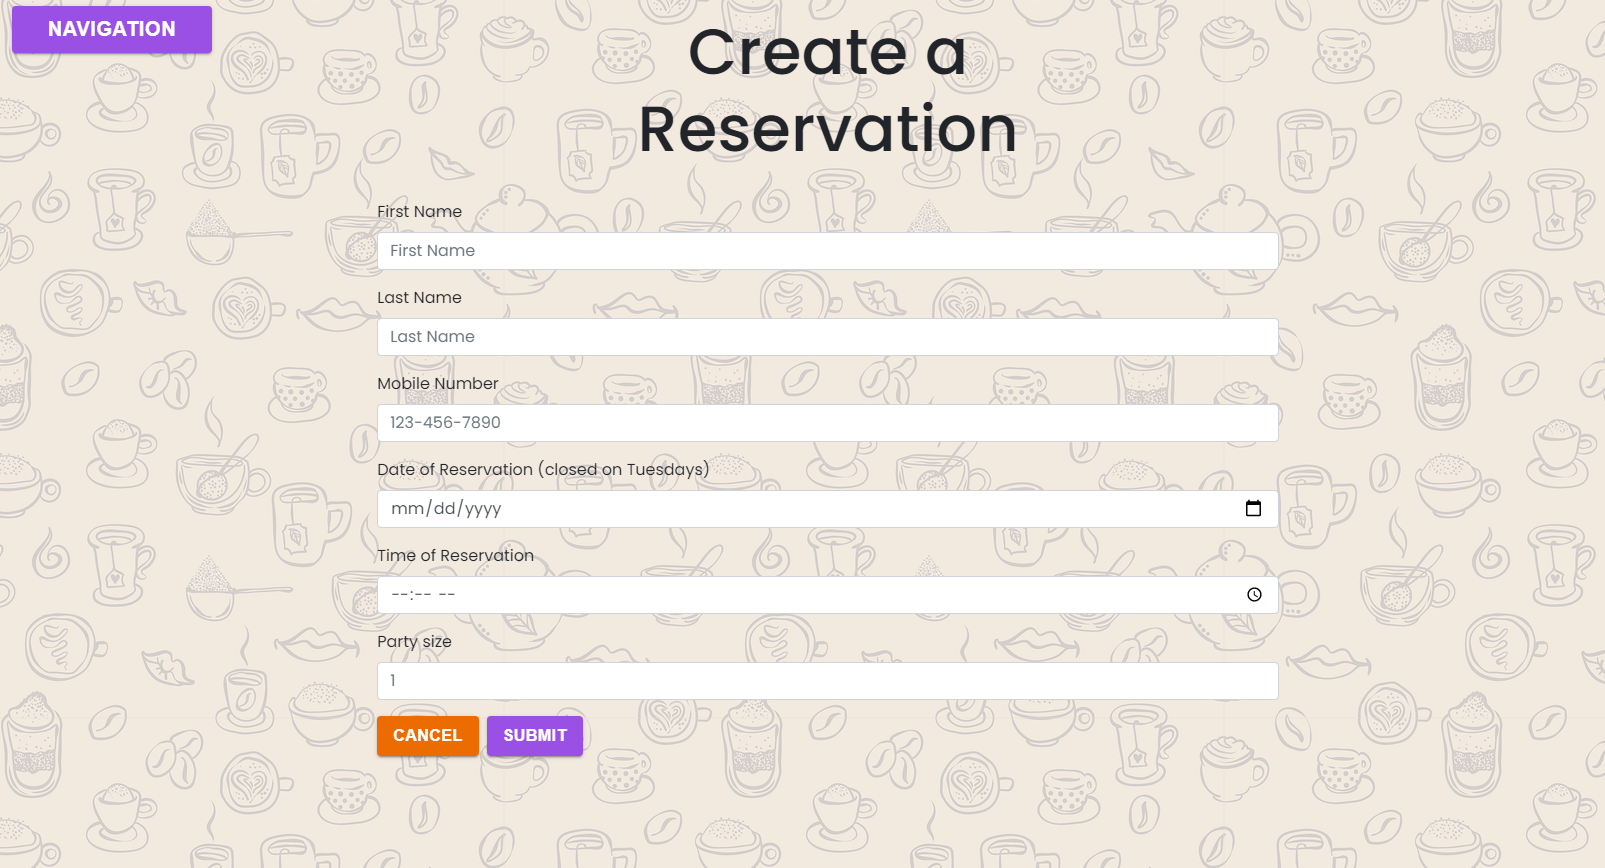 NAVIGATION
Create a
Reservation
First Name
First Name
Last Name
Last Name
Mobile Number
123-456-7890
Date of Reservation (closed on Tuesdays)
mm/dd/yyyy
Time of Reservation
--:-- --
Party size
1
CANCEL SUBMIT